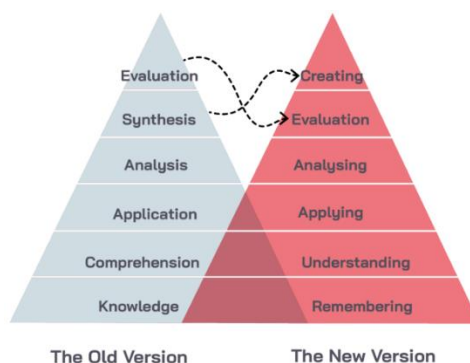 Evaluation
Synthesis
Analysis
Application
Comprehension
Knowledge
The Old Version
Creating
Evaluation
Analysing
Applying
Understanding
Remembering
The New Version